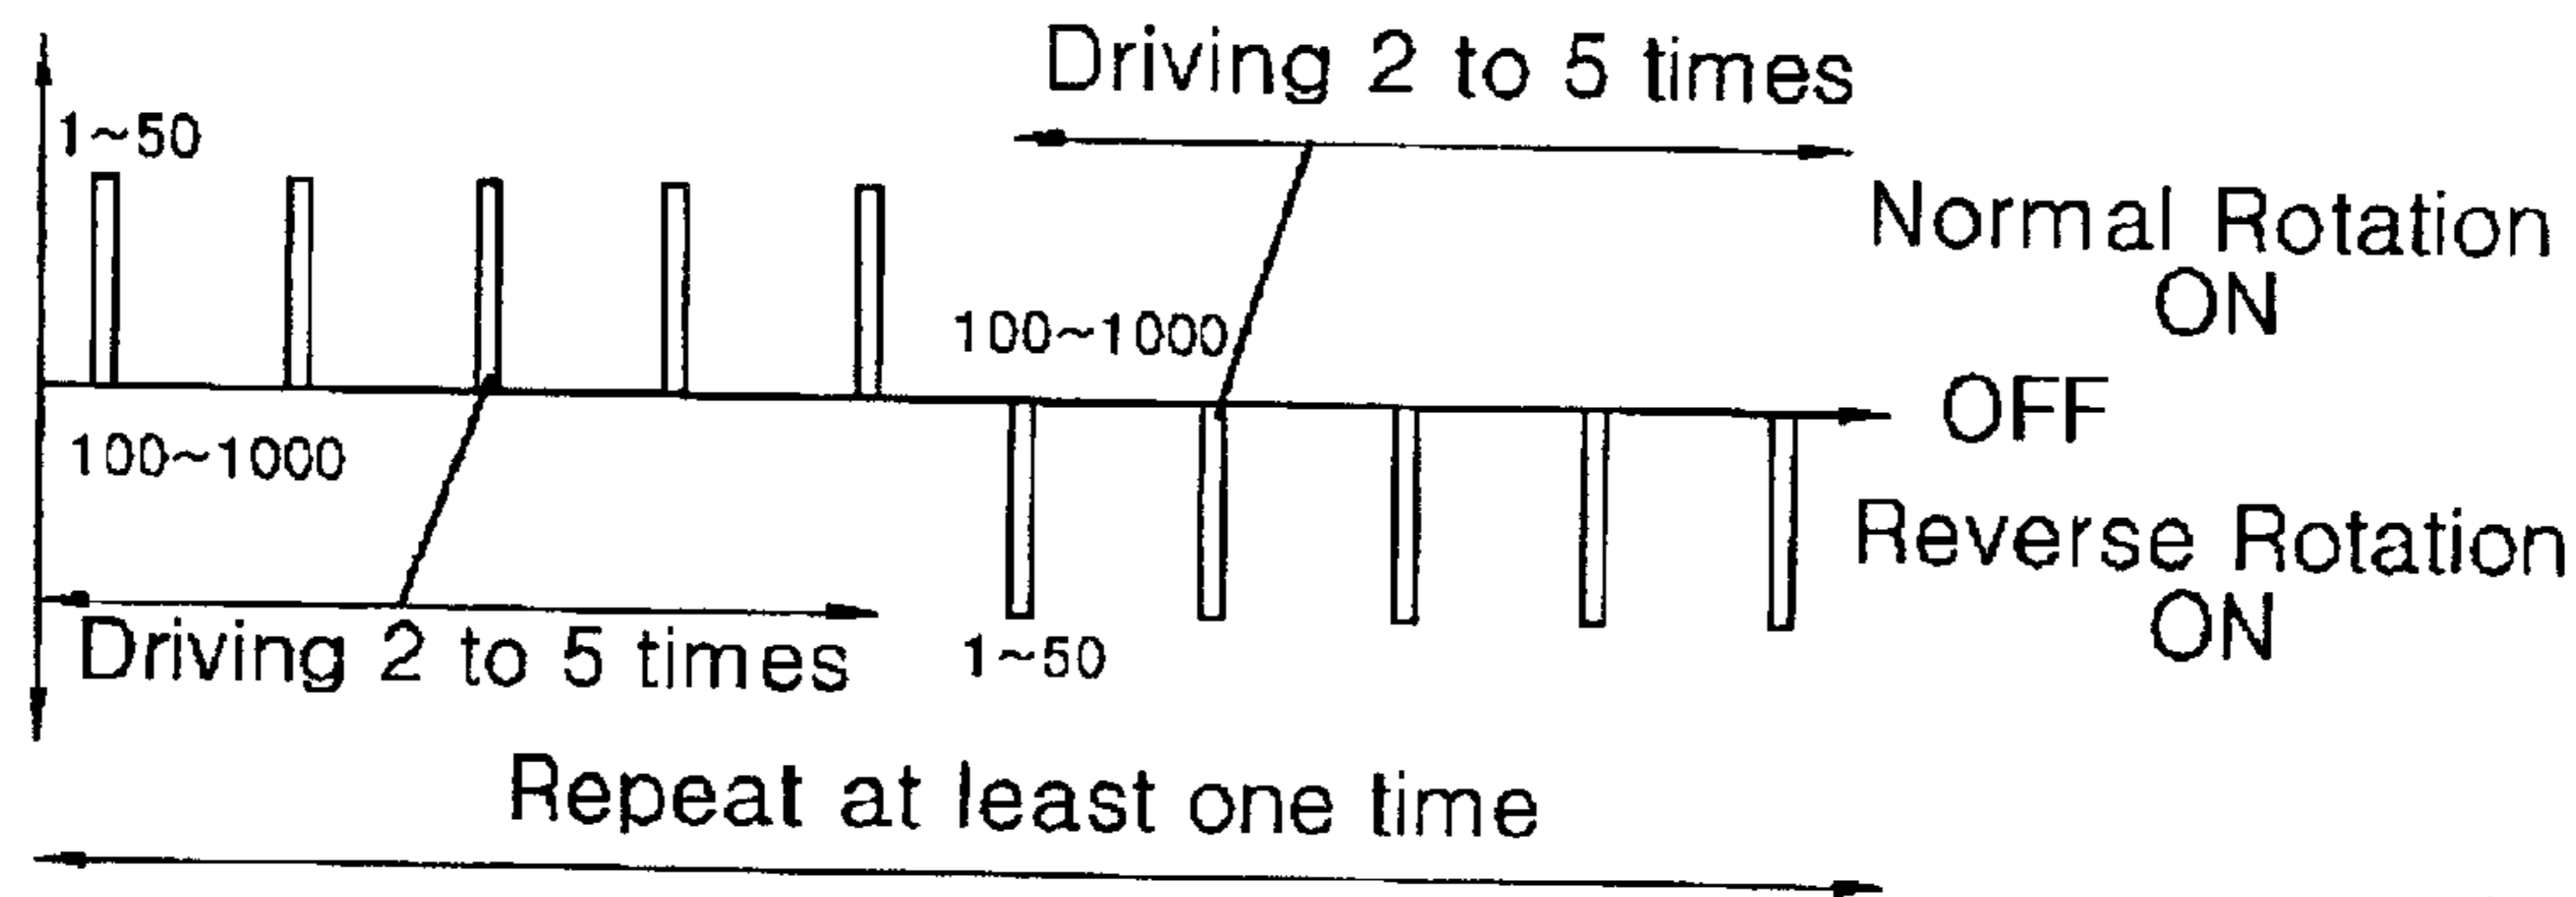 Driving 2 to 5 times
1~50
Normal Rotation
ON
100~1000
OFF
100~1000
Reverse Rotation
ON
Driving 2 to 5 times
1~50
Repeat at least one time